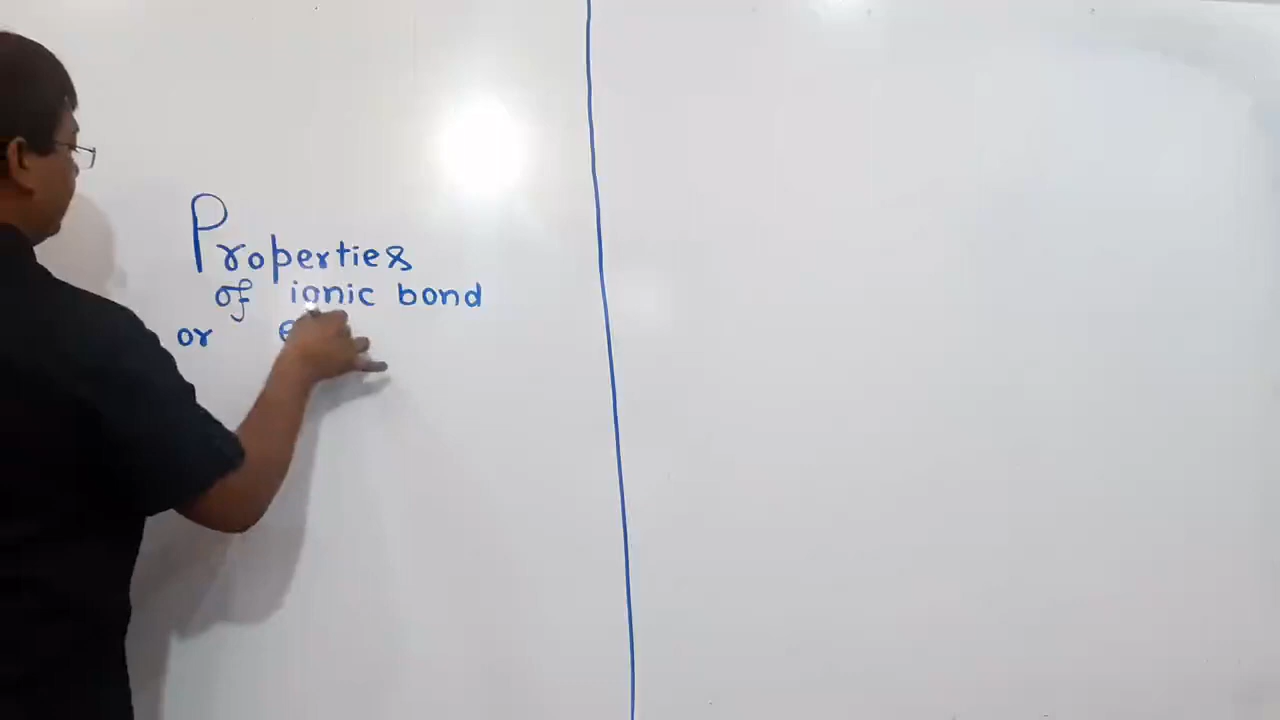 Properties
of ionic bond
or